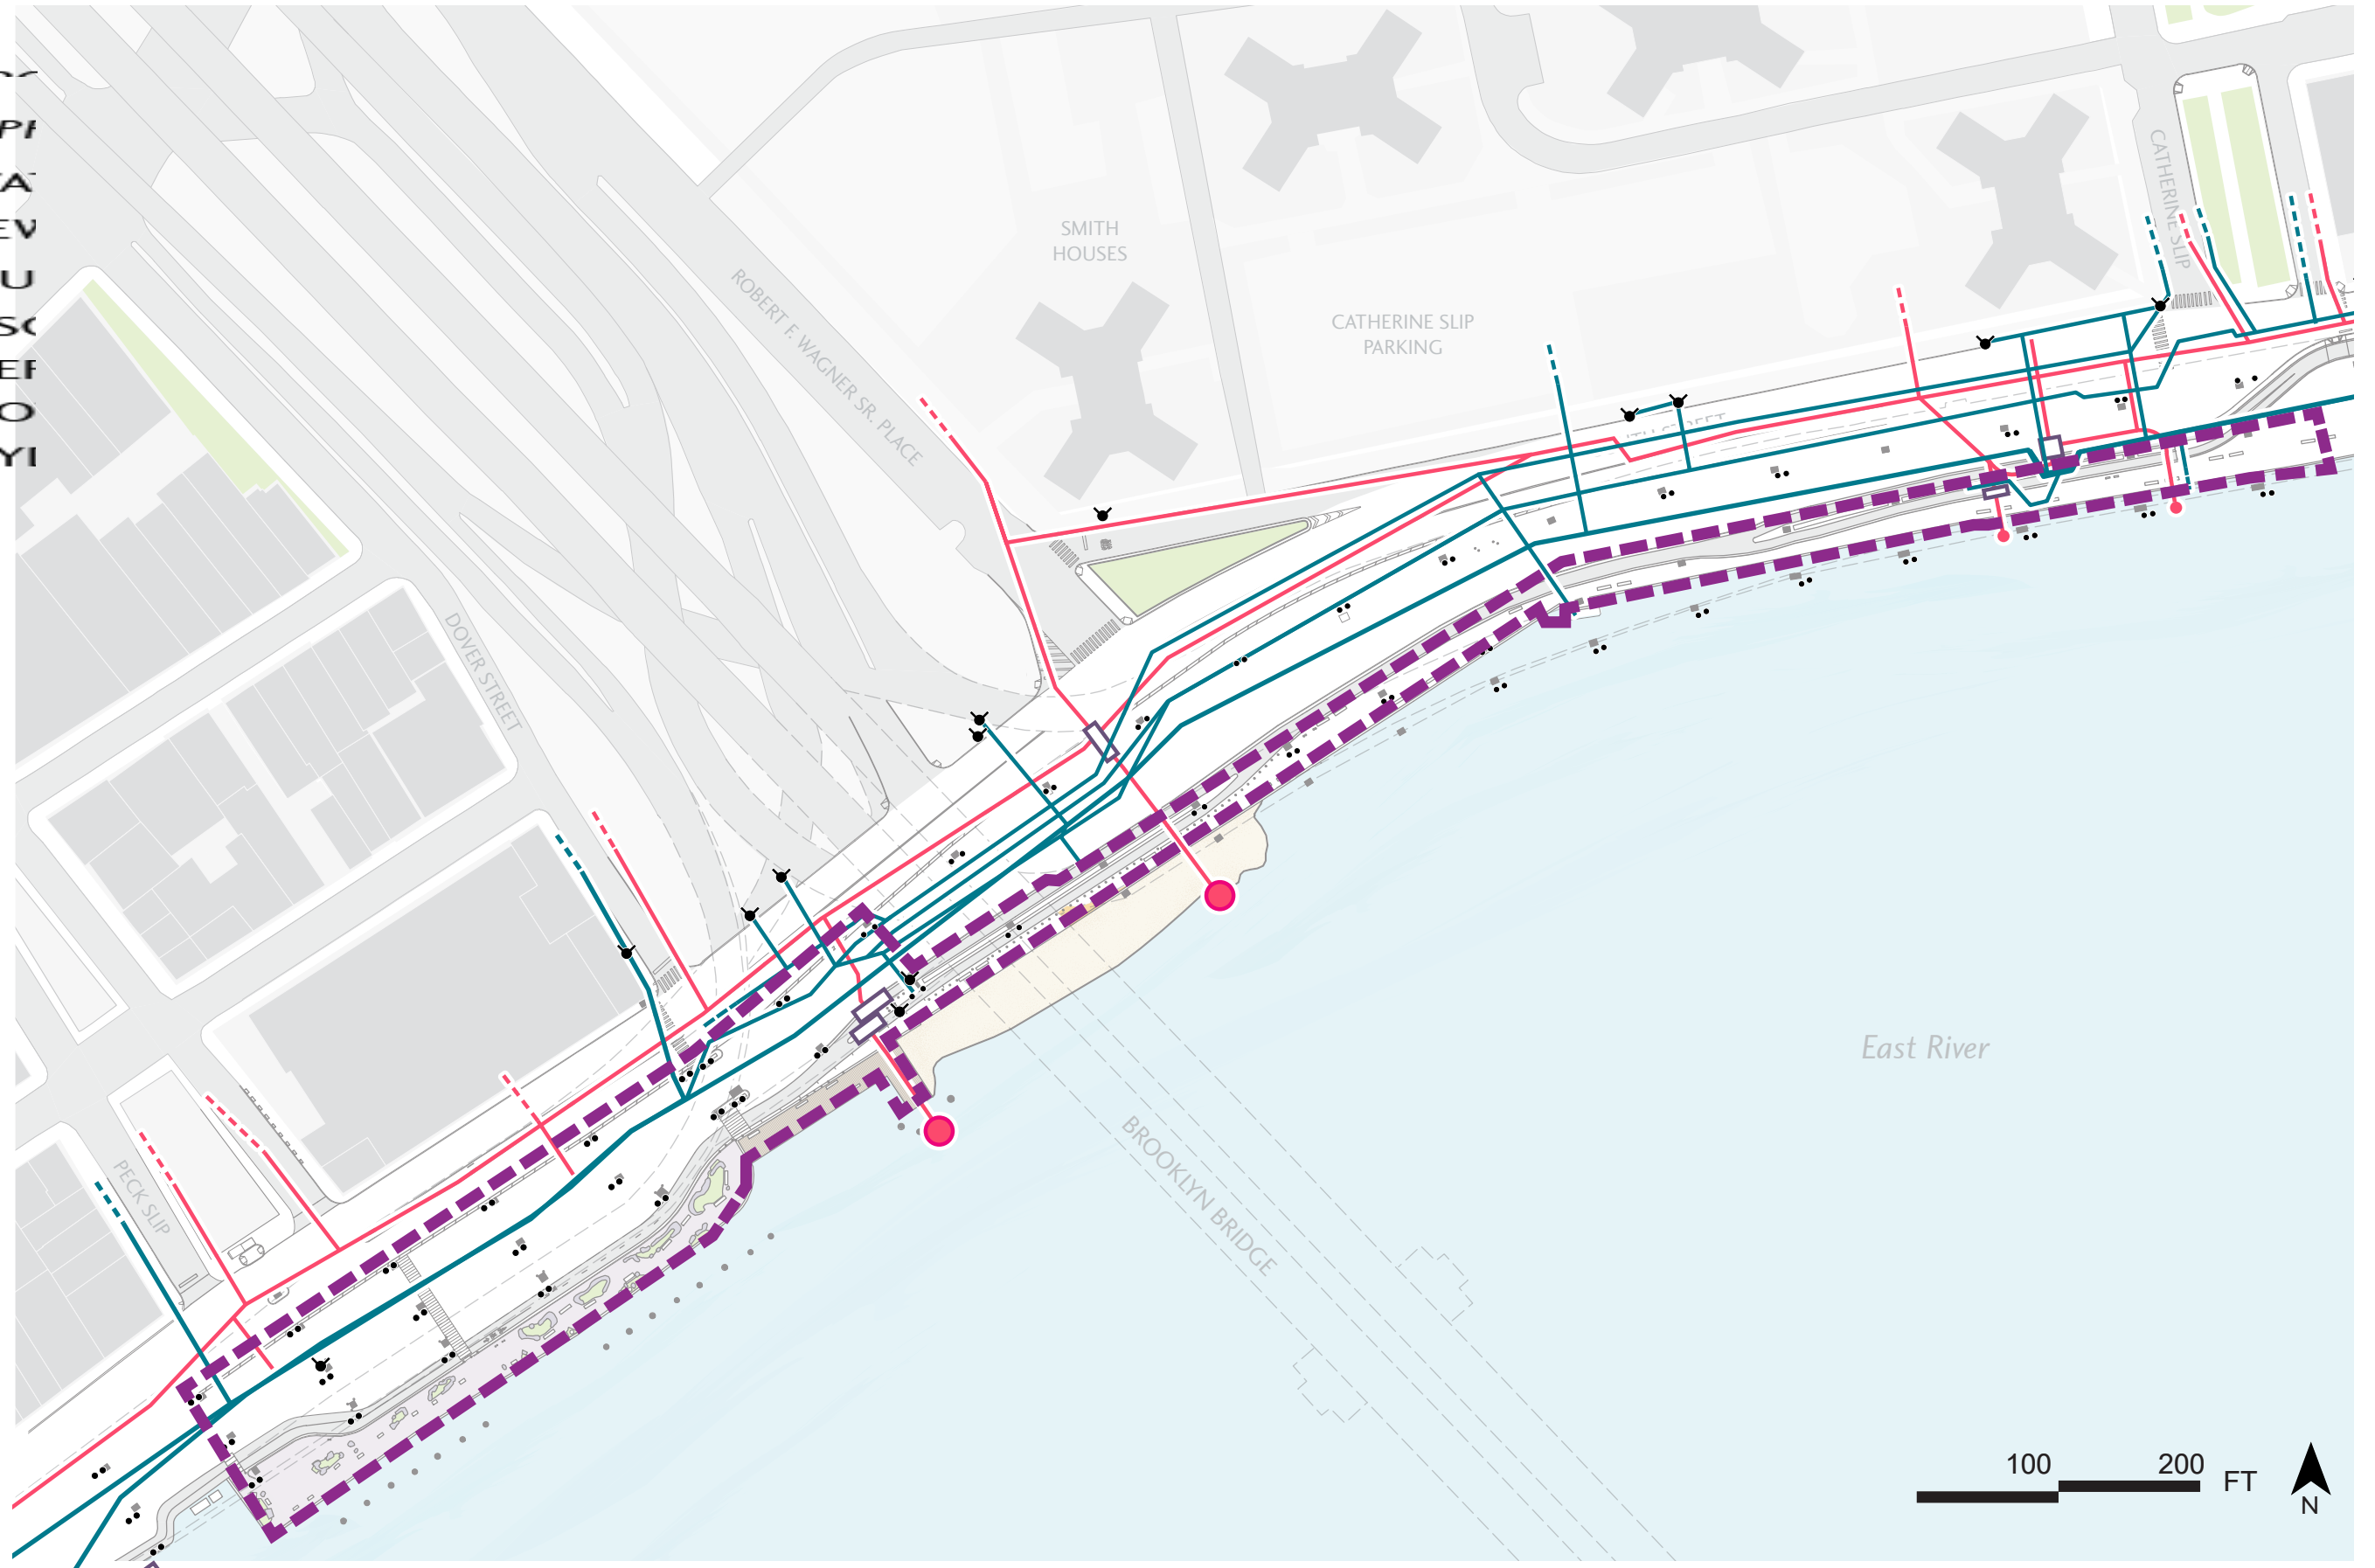 SMITH
HOUSES
CATHERINE SLIP
PARKING
ROBERT F. WAGNER SR. PLACE
CATHERINE SLIP
DOVER STREET
PECK SLIP
BROOKLYN BRIDGE
East River
100 200 FT
N